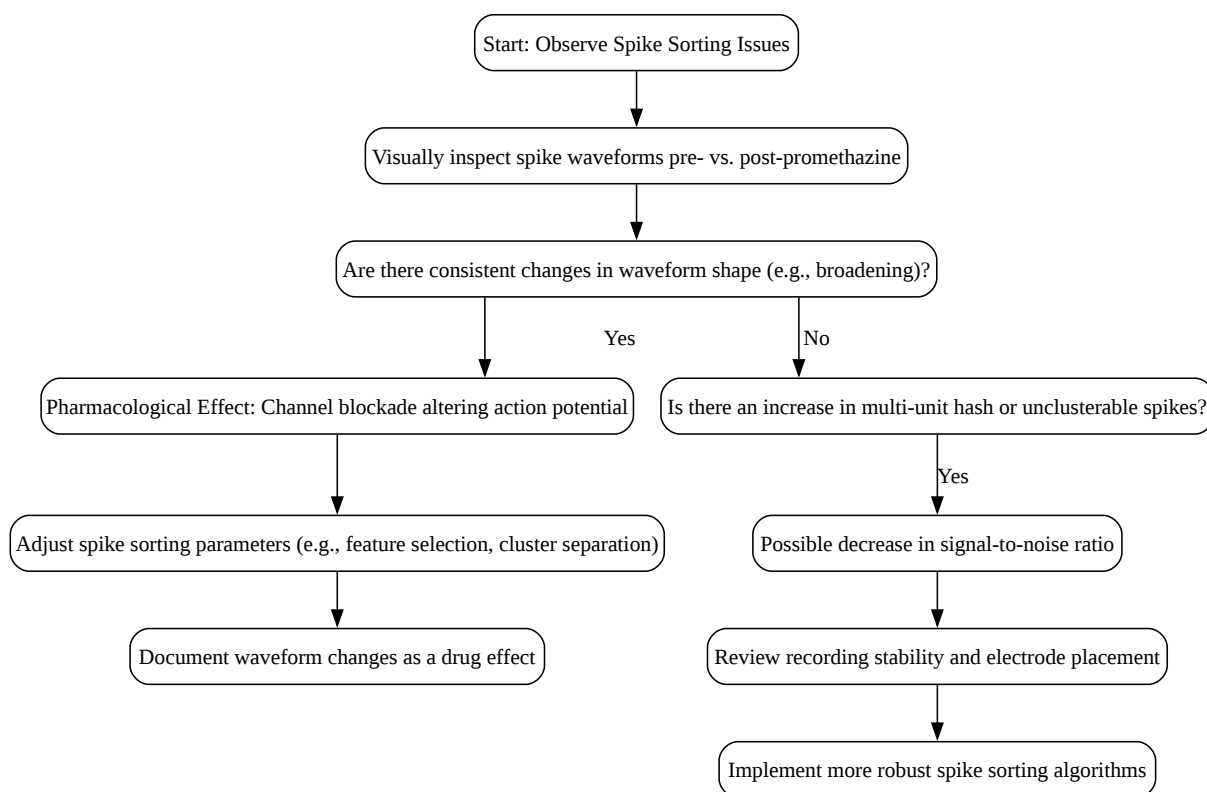 Start: Observe Spike Sorting Issues
Visually inspect spike waveforms pre- vs. post-promethazine
Are there consistent changes in waveform shape (e.g., broadening)?
Yes
No
Pharmacological Effect: Channel blockade altering action potential
Is there an increase in multi-unit hash or unclusterable spikes?
Yes
Adjust spike sorting parameters (e.g., feature selection, cluster separation)
Possible decrease in signal-to-noise ratio
Document waveform changes as a drug effect
Review recording stability and electrode placement
Implement more robust spike sorting algorithms